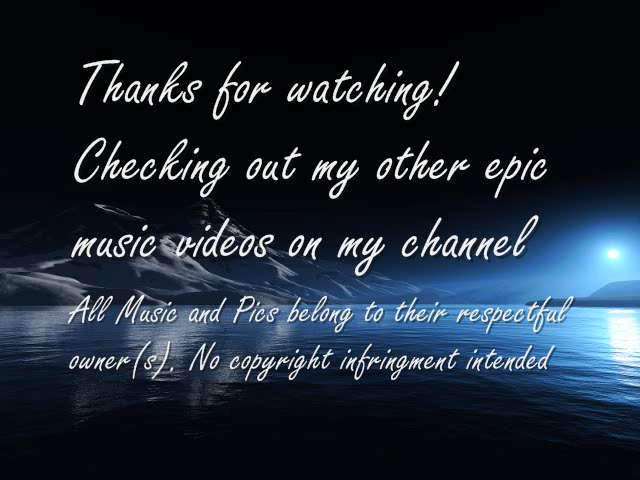 Thanks for watching!
Checking out my other epic
music videos on my channel
All Music and Pics belong to their respectful
owner(s). No copyright infringment intended